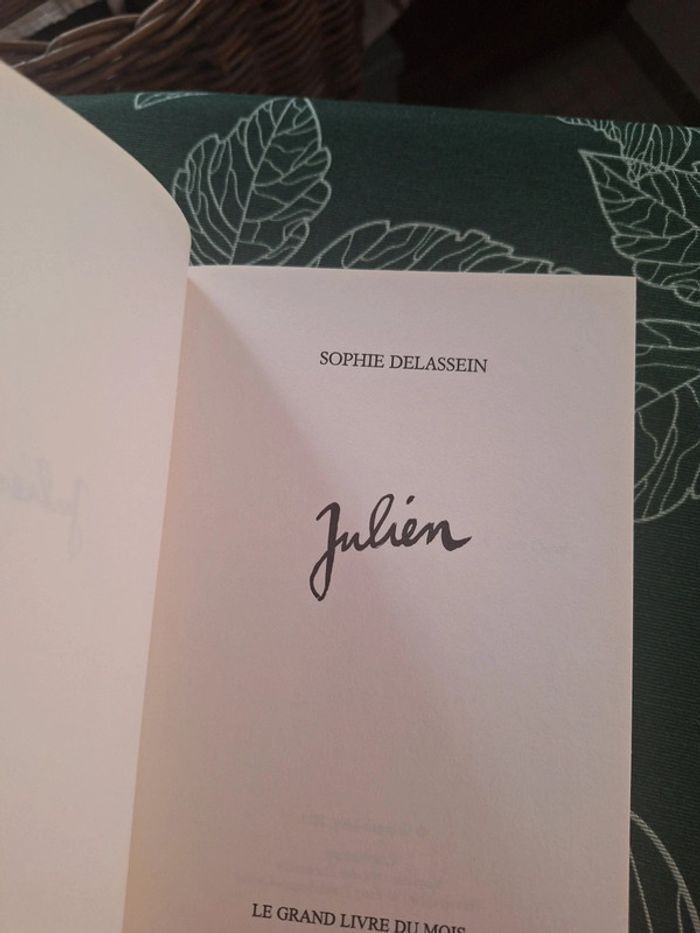 SOPHIE DELASSEIN
Julien
LE GRAND LIVRE DU MOIS